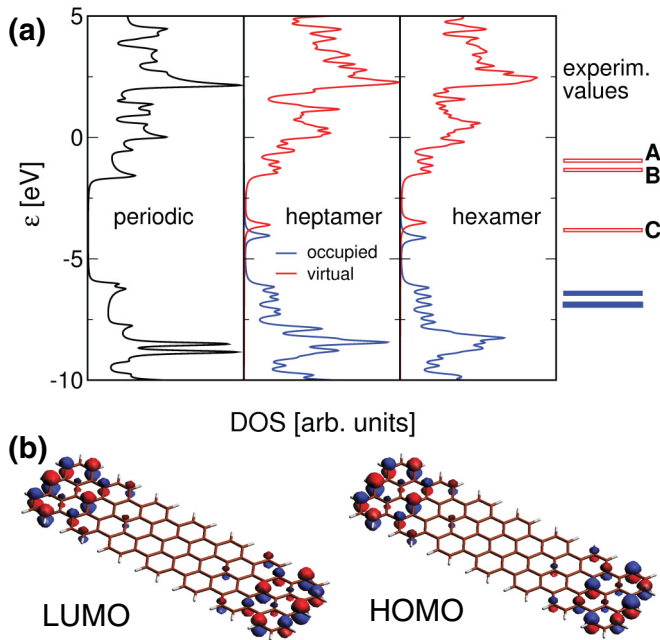 (a)
5
0
-5
-10
ε [eV]
periodic
heptamer
hexamer
occupied
virtual
experim.
values
A
B
C
DOS [arb. units]
(b)
LUMO
HOMO